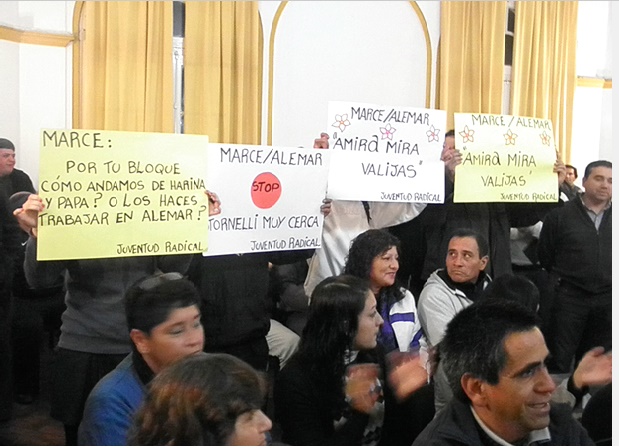 MARCE:
POR TU BLOQUE
CÓMO ANDAMOS DE HARINA
Y PAPA? O LOS HACES
TRABAJAR EN ALEMAR?
JUVENTUD RADICAL
MARCE/ALEMAR
STOP
TORNELLI MUY CERCA
JUVENTUD RADICAL
MARCE/ALEMAR
"AMIRA MIRA
VALIJAS"
JUVENTUD RADICAL
MARCE/ALEMAR
"AMIRA MIRA
VALIJAS"
JUVENTUD RADICAL